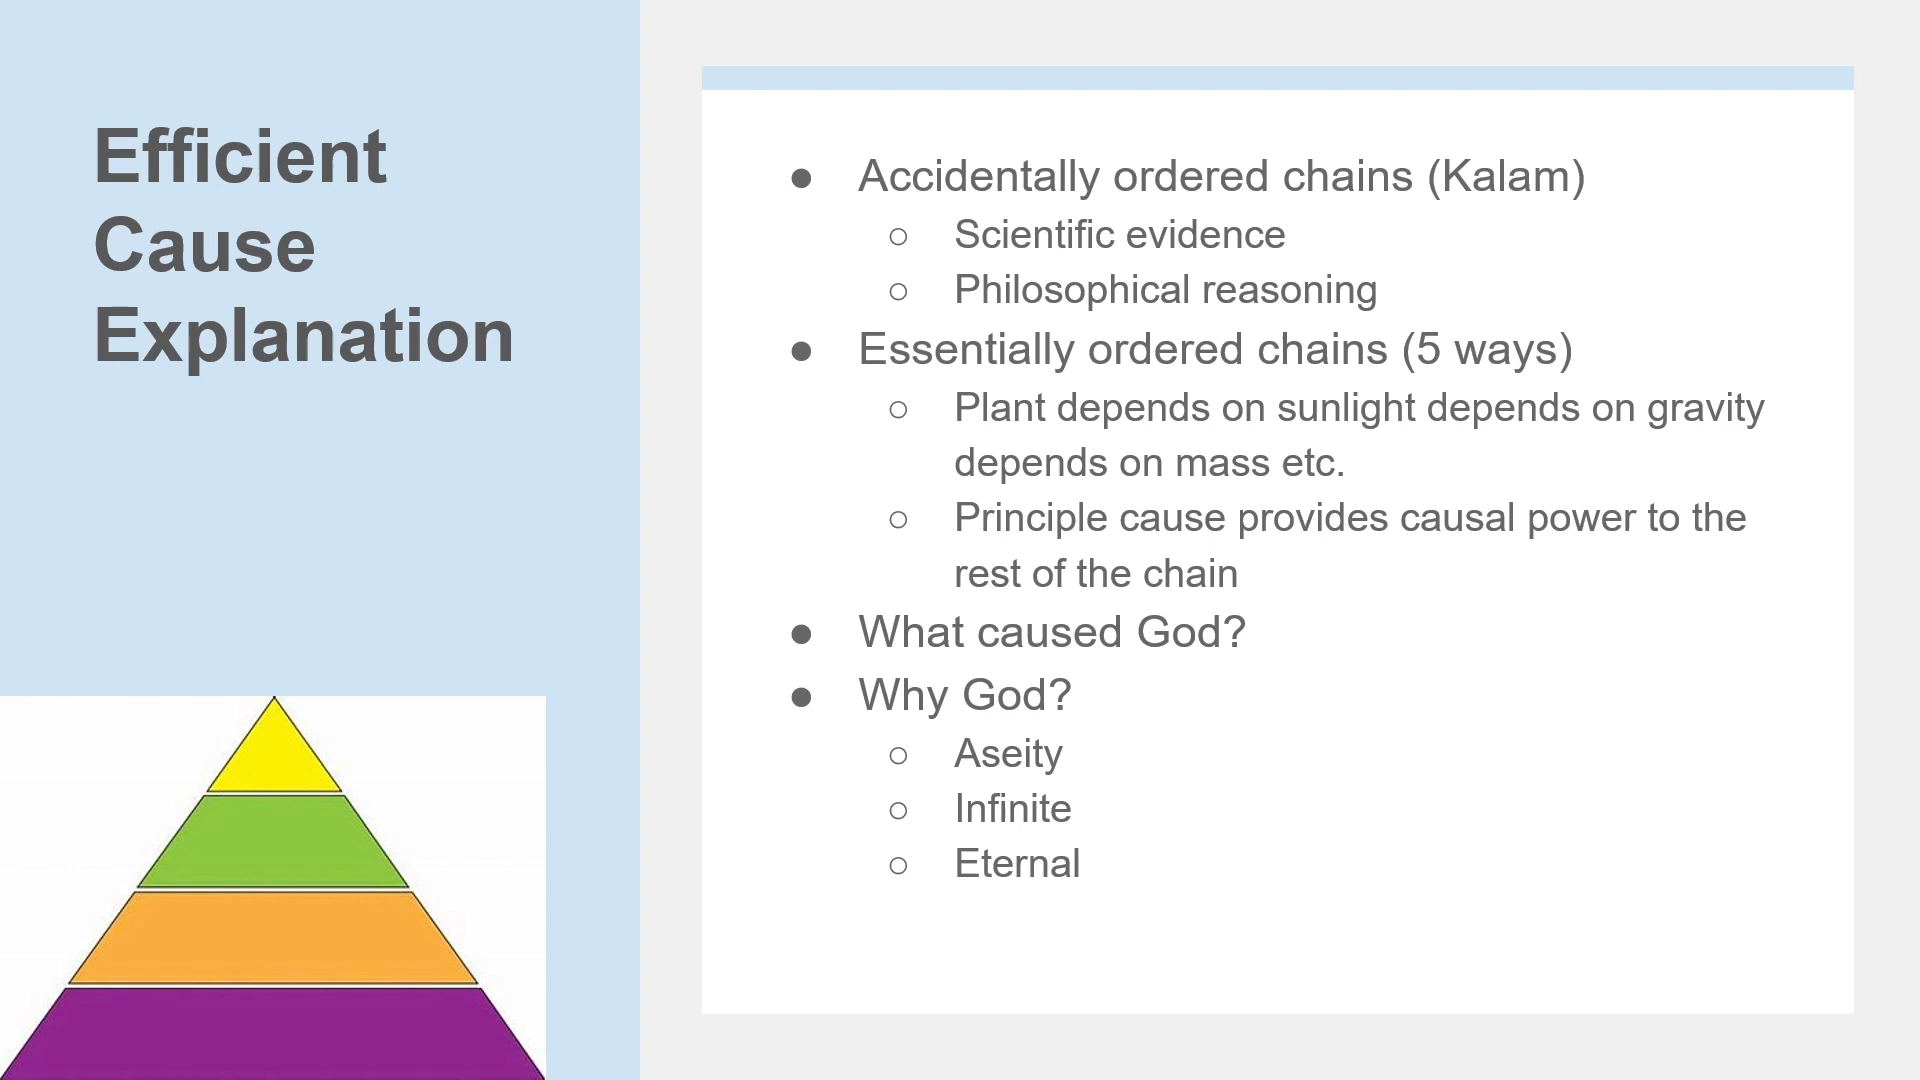 Efficient
Cause
Explanation
● Accidentally ordered chains (Kalam)
○ Scientific evidence
○ Philosophical reasoning
● Essentially ordered chains (5 ways)
○ Plant depends on sunlight depends on gravity
depends on mass etc.
○ Principle cause provides causal power to the
rest of the chain
● What caused God?
● Why God?
○ Aseity
○ Infinite
○ Eternal